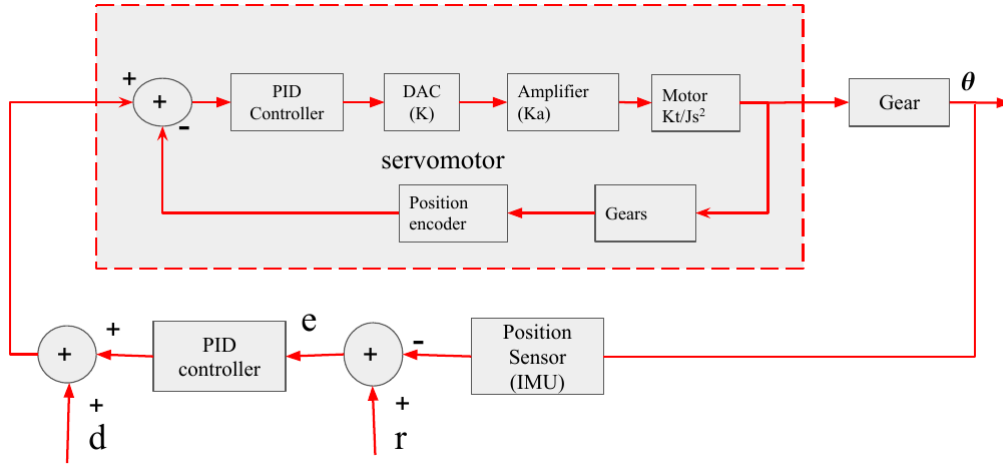 θ
+
+
-
PID
Controller
DAC
(K)
Amplifier
(Ka)
Motor
Kt/Js²
Gear
servomotor
Position
encoder
Gears
+
+
PID
controller
e
+
-
Position
Sensor
(IMU)
+
d
+
r